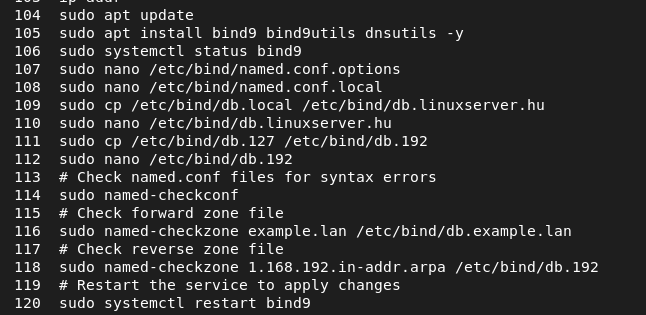 103  ip addr
104  sudo apt update
105  sudo apt install bind9 bind9utils dnsutils -y
106  sudo systemctl status bind9
107  sudo nano /etc/bind/named.conf.options
108  sudo nano /etc/bind/named.conf.local
109  sudo cp /etc/bind/db.local /etc/bind/db.linuxserver.hu
110  sudo nano /etc/bind/db.linuxserver.hu
111  sudo cp /etc/bind/db.127 /etc/bind/db.192
112  sudo nano /etc/bind/db.192
113  # Check named.conf files for syntax errors
114  sudo named-checkconf
115  # Check forward zone file
116  sudo named-checkzone example.lan /etc/bind/db.example.lan
117  # Check reverse zone file
118  sudo named-checkzone 1.168.192.in-addr.arpa /etc/bind/db.192
119  # Restart the service to apply changes
120  sudo systemctl restart bind9